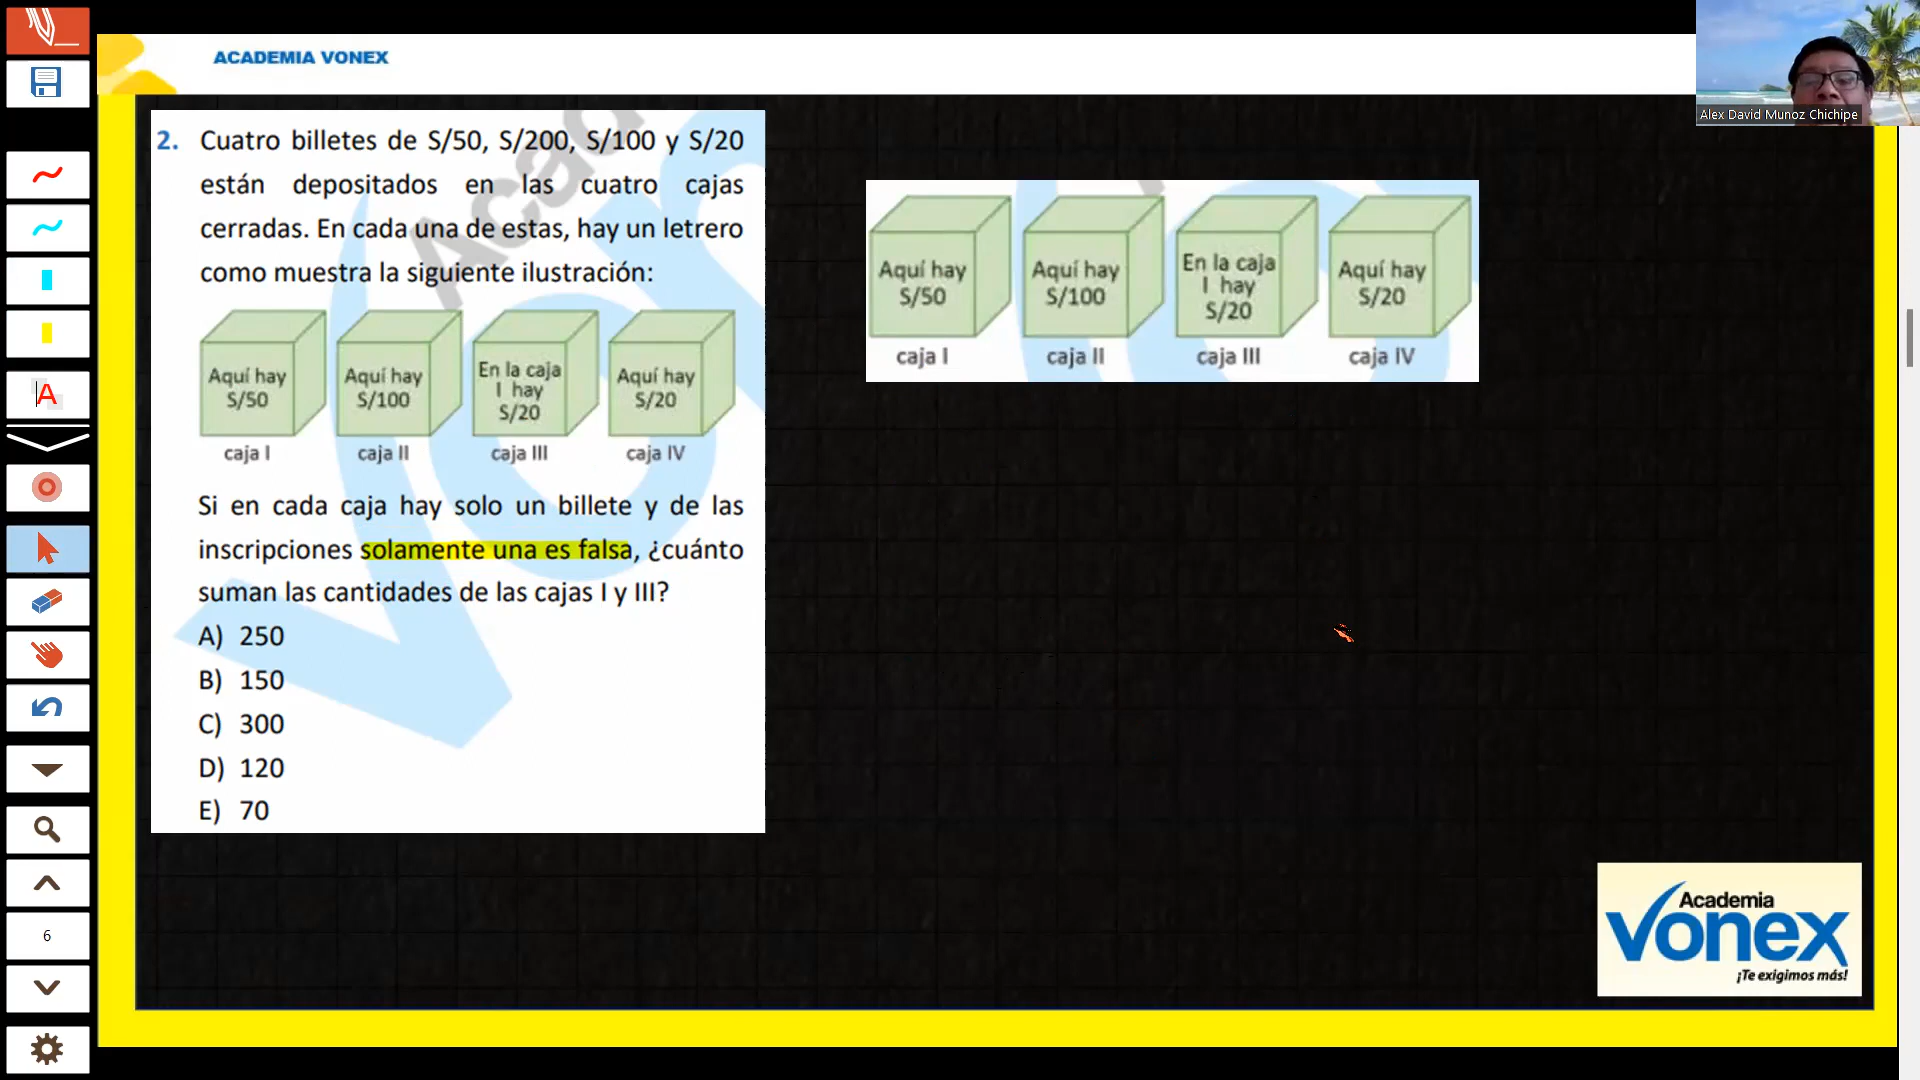 ACADEMIA VONEX
Alex David Munoz Chichipe
2. Cuatro billetes de S/50, S/200, S/100 y S/20
están depositados en las cuatro cajas
cerradas. En cada una de estas, hay un letrero
como muestra la siguiente ilustración:
Aquí hay
S/50
caja I
Aquí hay
S/100
caja II
En la caja
I hay
S/20
caja III
Aquí hay
S/20
caja IV
Si en cada caja hay solo un billete y de las
inscripciones solamente una es falsa, ¿cuánto
suman las cantidades de las cajas I y III?
A) 250
B) 150
C) 300
D) 120
E) 70
Aquí hay
S/50
caja I
Aquí hay
S/100
caja II
En la caja
I hay
S/20
caja III
Aquí hay
S/20
caja IV
A
6
Academia
Vonex
¡Te exigimos más!